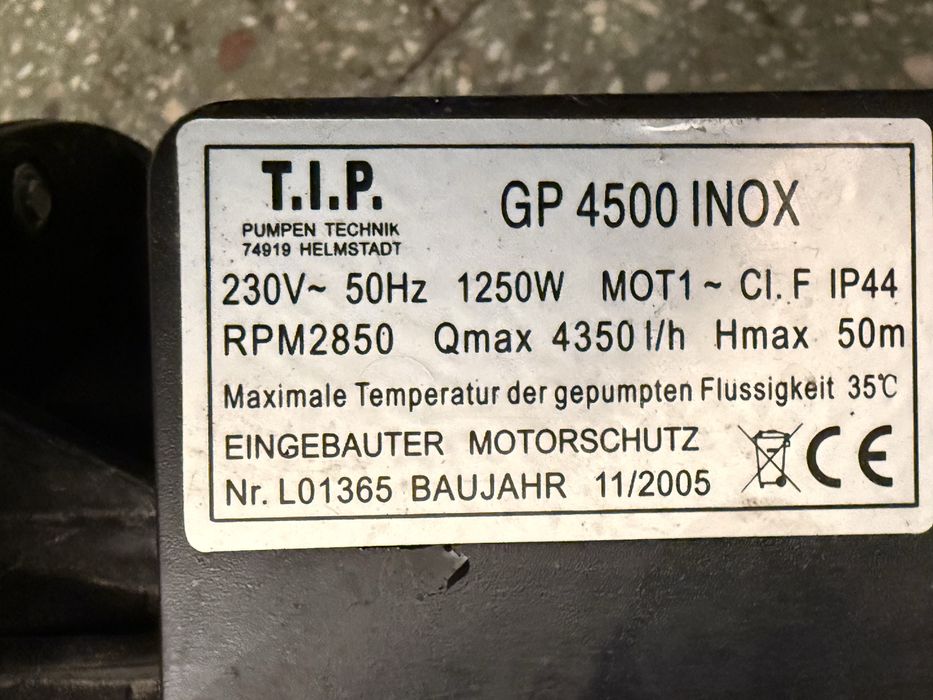 T.I.P.
PUMPEN TECHNIK
74919 HELMSTADT
GP 4500 INOX
230V~ 50Hz 1250W MOT1~ CI. F IP44
RPM2850 Qmax 4350 l/h Hmax 50m
Maximale Temperatur der gepumpten Flussigkeit 35℃
EINGEBAUTER MOTORSCHUTZ
Nr. L01365 BAUJAHR 11/2005
CE